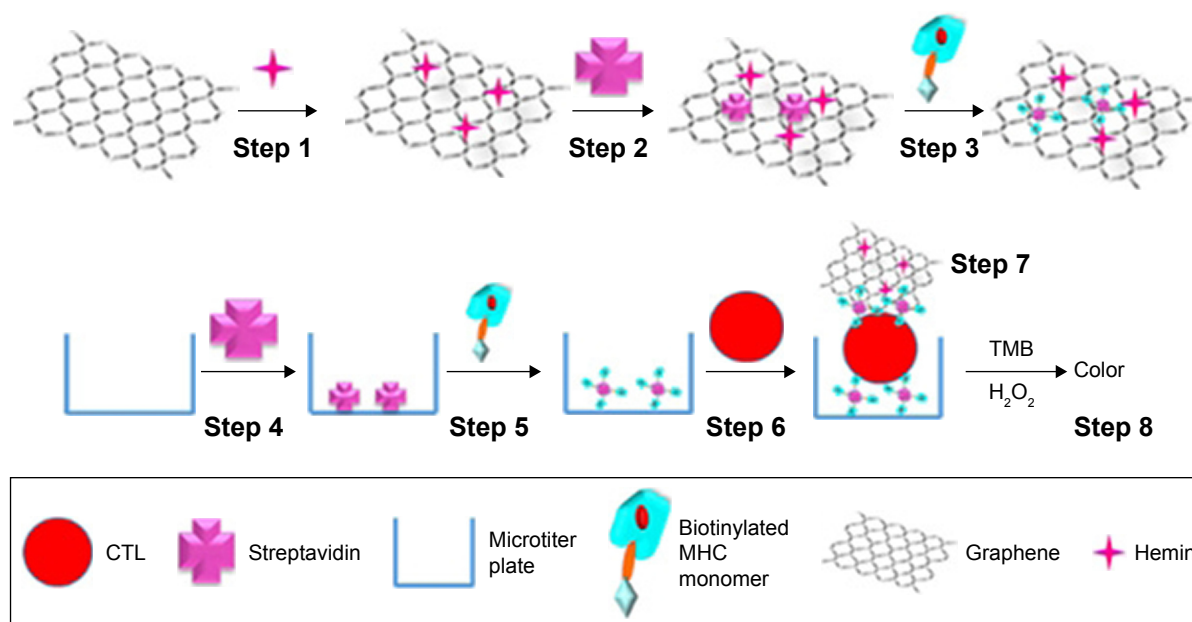 Step 1
Step 2
Step 3
Step 7
TMB
H₂O₂
Color
Step 4
Step 5
Step 6
Step 8
CTL
Streptavidin
Microtiter
plate
Biotinylated
MHC
monomer
Graphene
Hemin